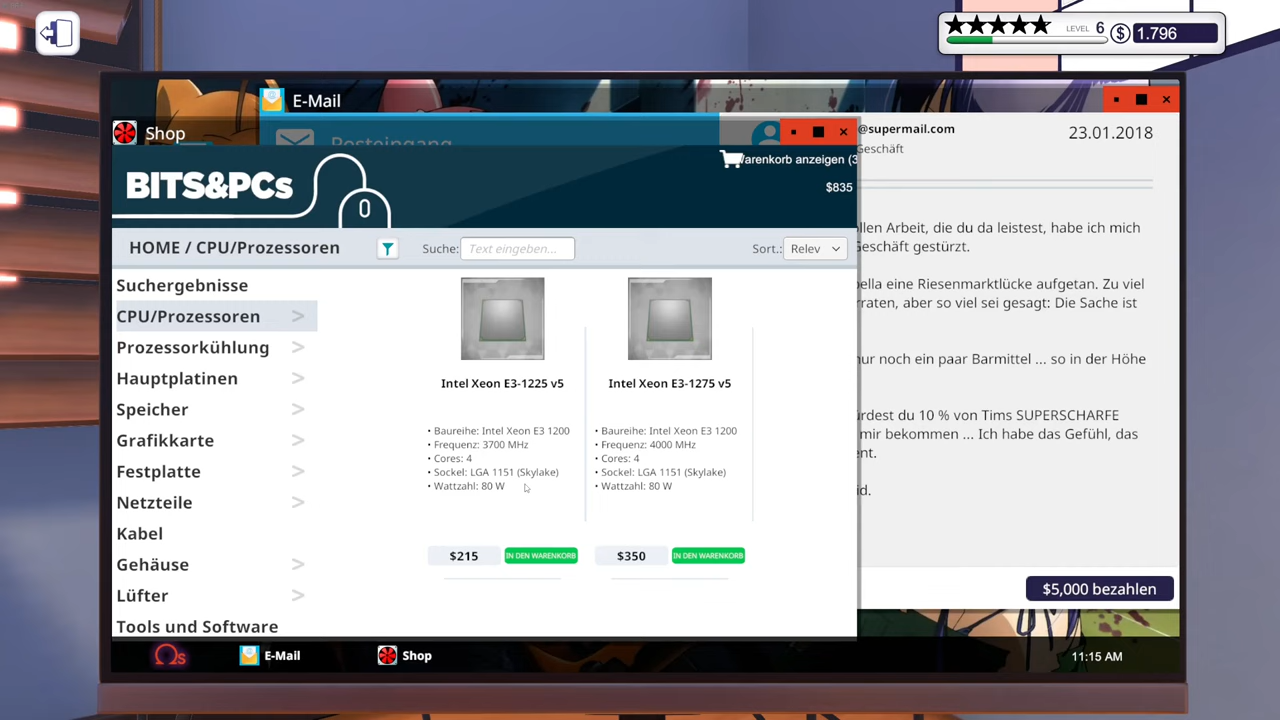 LEVEL 6
$ 1.796
E-Mail
Shop
Posteingang
@supermail.com
23.01.2018
Geschäft
arenkorb anzeigen (3
$835
BITS&PCs
HOME / CPU/Prozessoren
Suche: Text eingeben...
Sort.: Relev
Suchergebnisse
CPU/Prozessoren >
Prozessorkühlung >
Hauptplatinen >
Speicher >
Grafikkarte >
Festplatte >
Netzteile >
Kabel
Gehäuse >
Lüfter >
Tools und Software
Intel Xeon E3-1225 v5
• Baureihe: Intel Xeon E3 1200
• Frequenz: 3700 MHz
• Cores: 4
• Sockel: LGA 1151 (Skylake)
• Wattzahl: 80 W
$215
IN DEN WARENKORB
Intel Xeon E3-1275 v5
• Baureihe: Intel Xeon E3 1200
• Frequenz: 4000 MHz
• Cores: 4
• Sockel: LGA 1151 (Skylake)
• Wattzahl: 80 W
$350
IN DEN WARENKORB
llen Arbeit, die du da leistest, habe ich mich
Geschäft gestürzt.
ella eine Riesenmarktlücke aufgetan. Zu viel
rraten, aber so viel sei gesagt: Die Sache ist
nur noch ein paar Barmittel ... so in der Höhe
rdest du 10 % von Tims SUPERSCHARFE
mir bekommen ... Ich habe das Gefühl, das
nt.
id.
$5,000 bezahlen
Ωs
E-Mail
Shop
11:15 AM